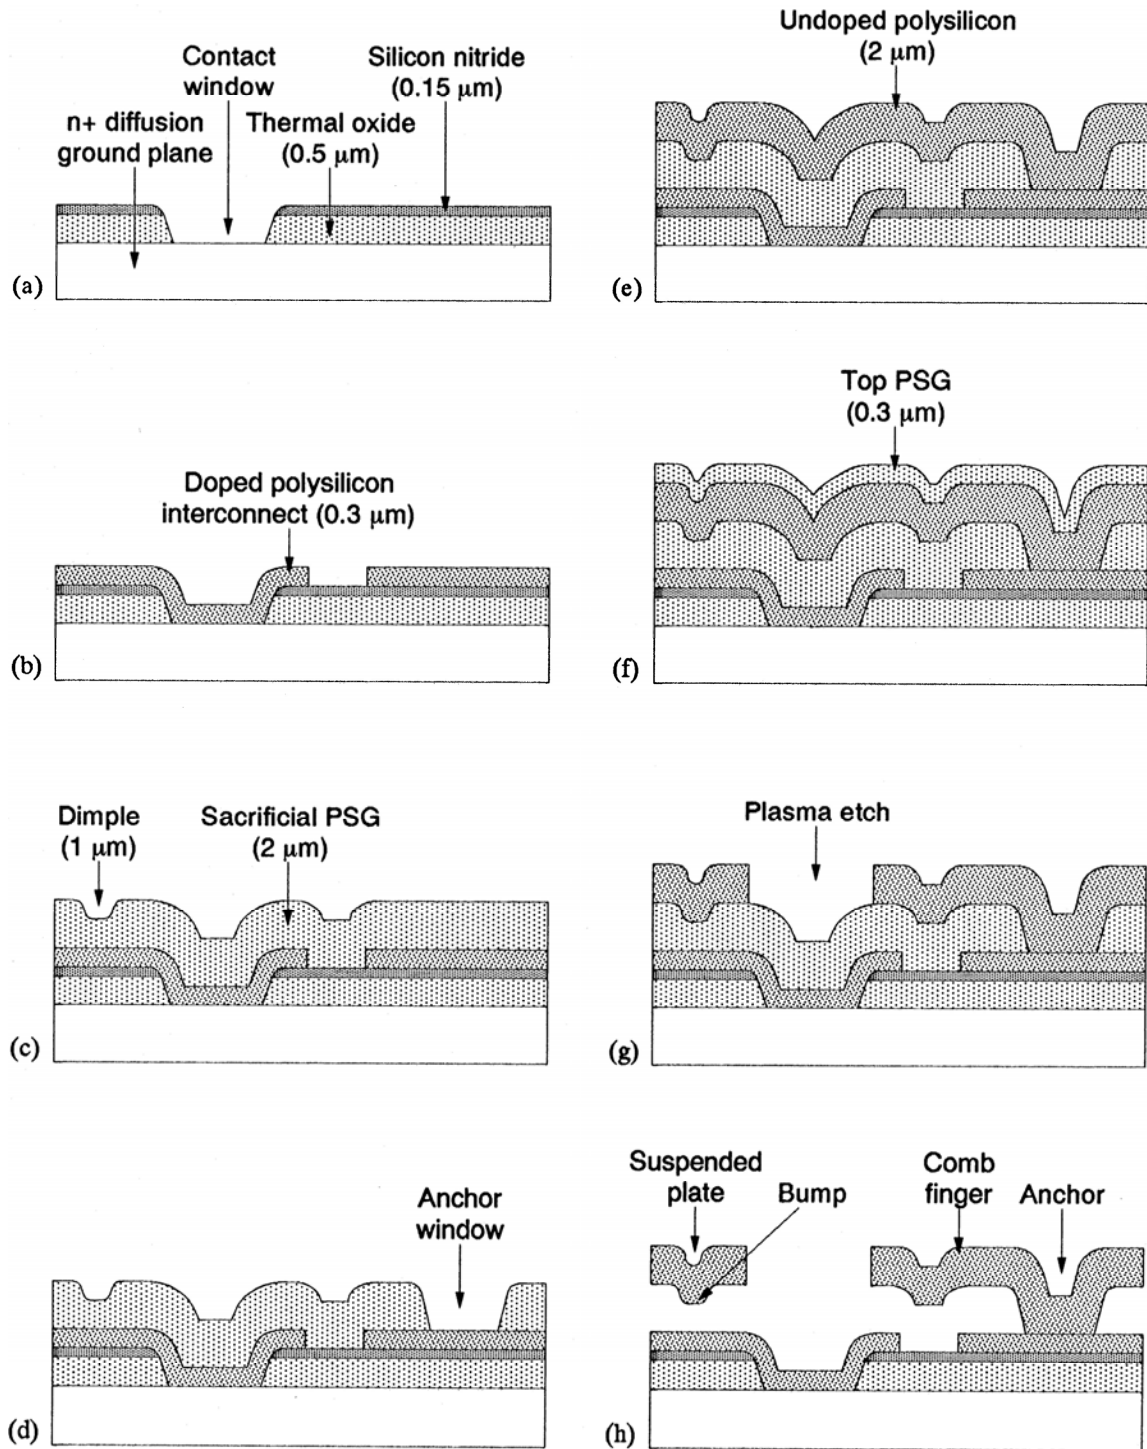 Contact
window
Silicon nitride
(0.15 μm)
n+ diffusion
ground plane
Thermal oxide
(0.5 μm)
(a)
Doped polysilicon
interconnect (0.3 μm)
(b)
Dimple
(1 μm)
Sacrificial PSG
(2 μm)
(c)
Anchor
window
(d)
Undoped polysilicon
(2 μm)
(e)
Top PSG
(0.3 μm)
(f)
Plasma etch
(g)
Suspended
plate
Bump
Comb
finger
Anchor
(h)